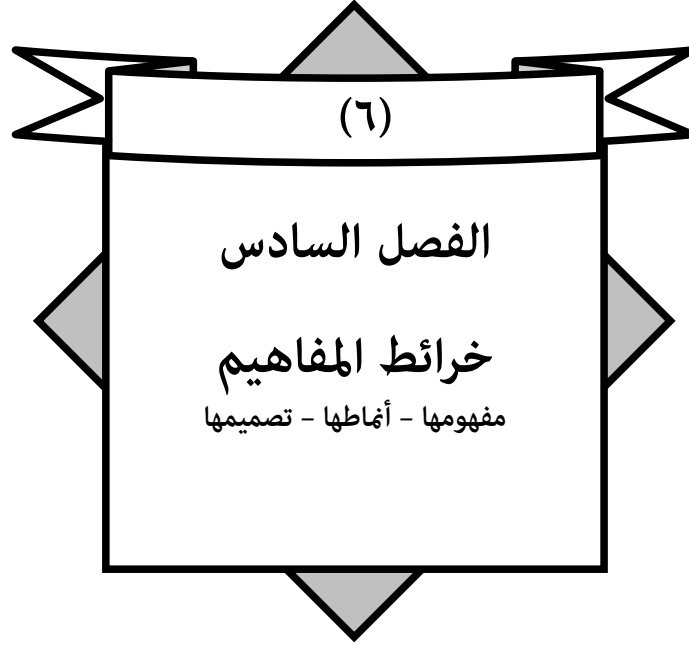 (٦)
الفصل السادس
خرائط المفاهيم
مفهومها – أنماطها – تصميمها